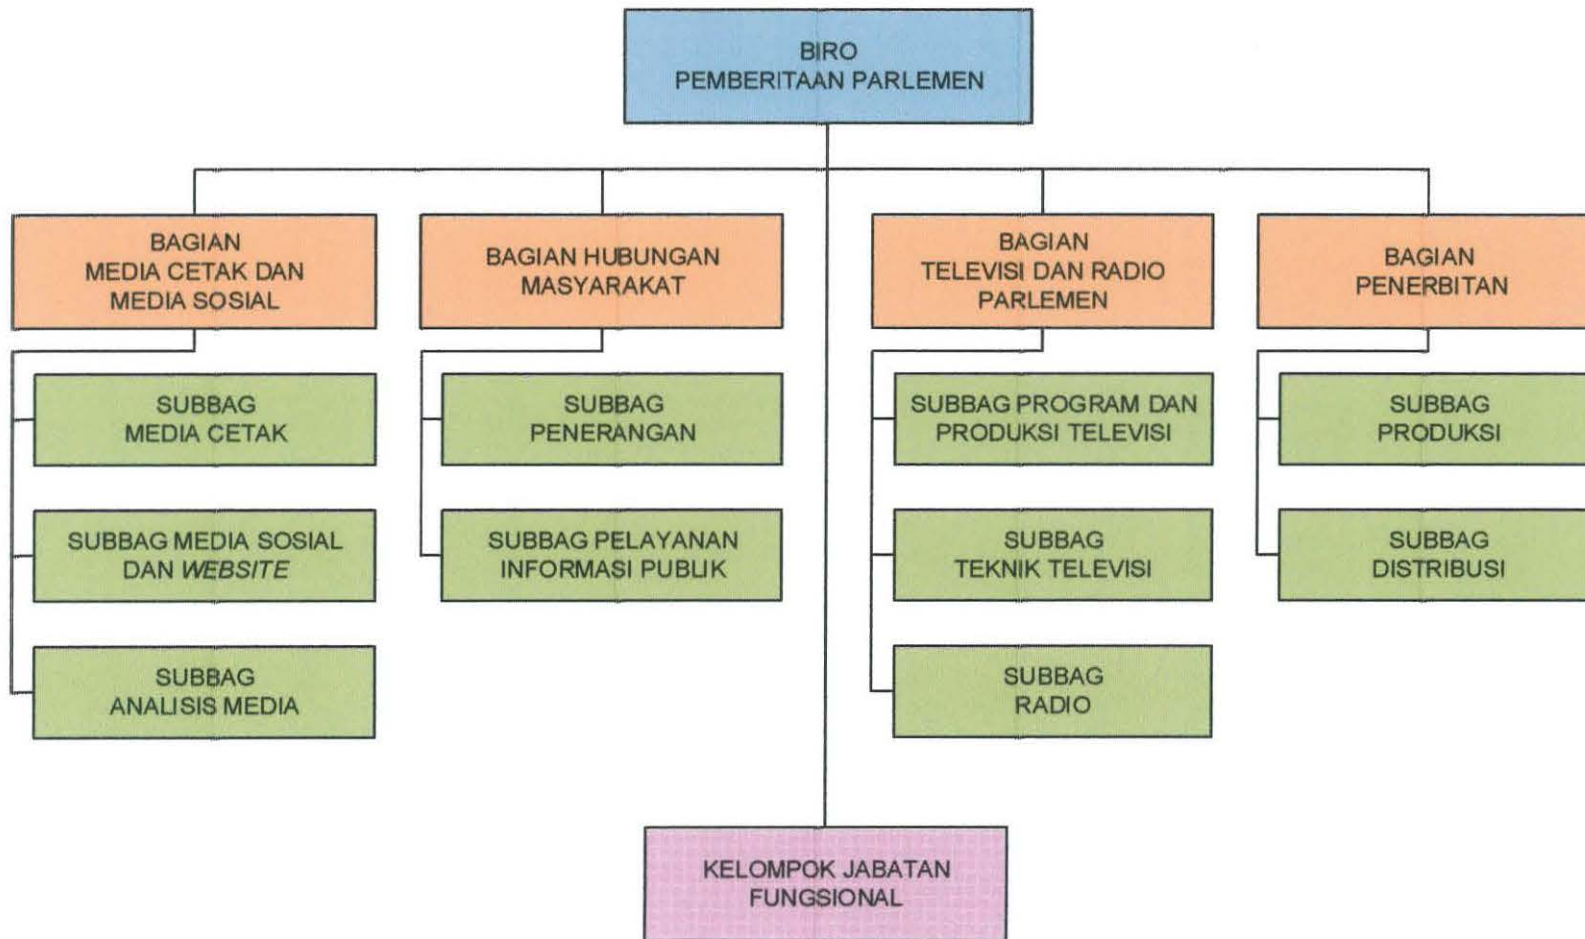 BIRO
PEMBERITAAN PARLEMEN
BAGIAN
MEDIA CETAK DAN
MEDIA SOSIAL
BAGIAN HUBUNGAN
MASYARAKAT
BAGIAN
TELEVISI DAN RADIO
PARLEMEN
BAGIAN
PENERBITAN
SUBBAG
MEDIA CETAK
SUBBAG
PENERANGAN
SUBBAG PROGRAM DAN
PRODUKSI TELEVISI
SUBBAG
PRODUKSI
SUBBAG MEDIA SOSIAL
DAN WEBSITE
SUBBAG PELAYANAN
INFORMASI PUBLIK
SUBBAG
TEKNIK TELEVISI
SUBBAG
DISTRIBUSI
SUBBAG
ANALISIS MEDIA
SUBBAG
RADIO
KELOMPOK JABATAN
FUNGSIONAL